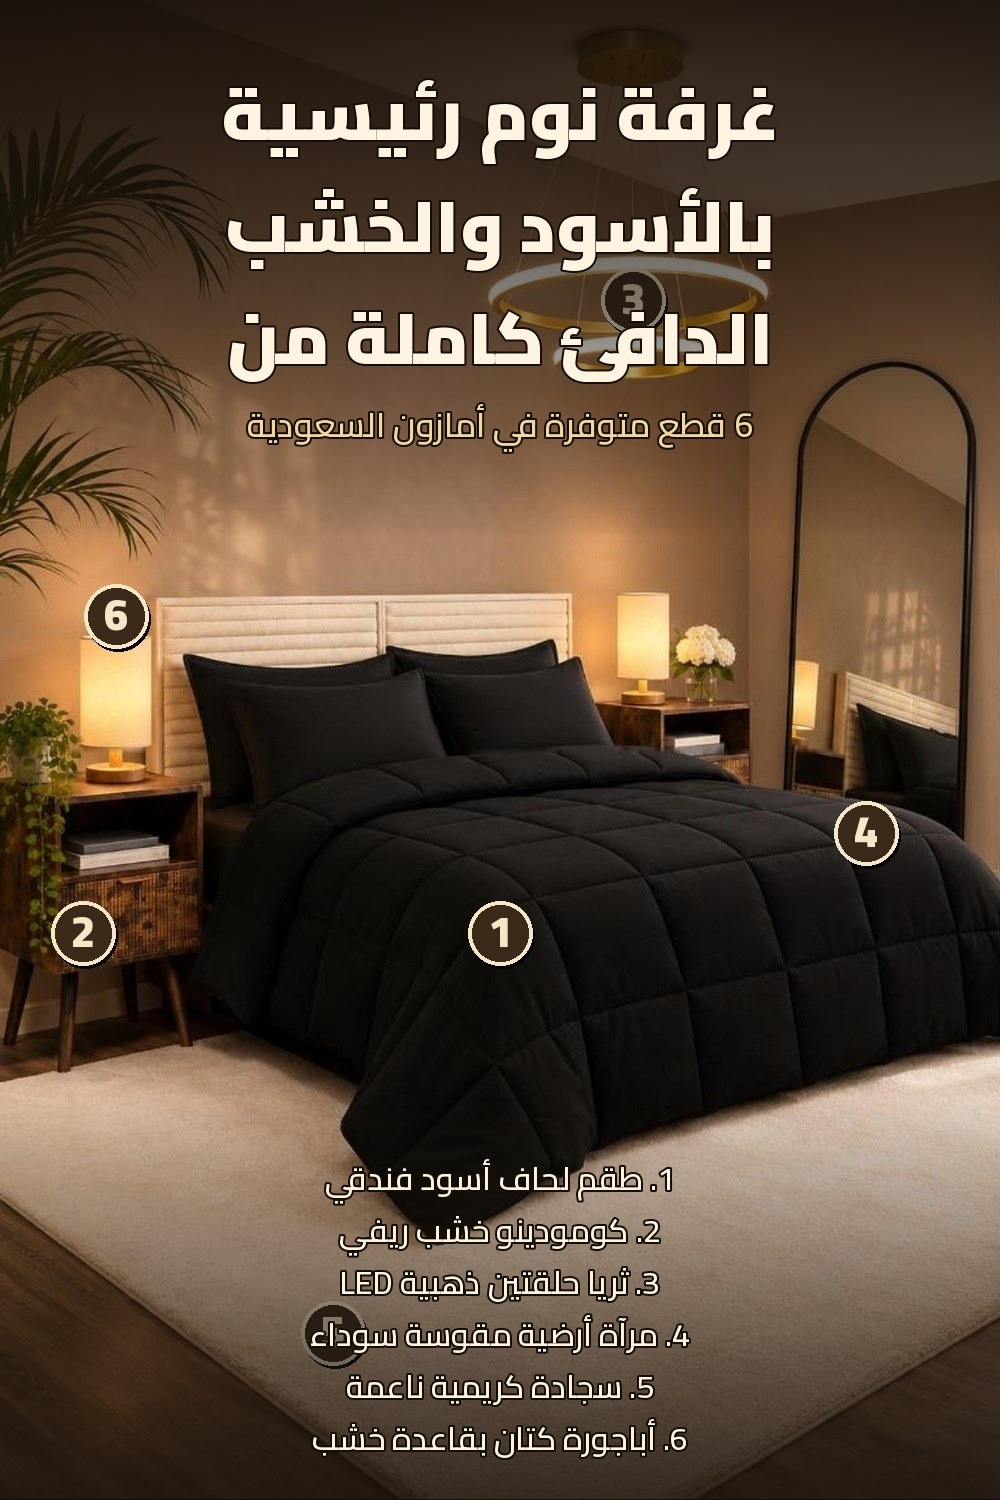 غرفة نوم رئيسية
بالأسود والخشب
3
الدافئ كاملة من
6 قطع متوفرة في أمازون السعودية
6
4
2
1
1. طقم لحاف أسود فندقي
2. كومودينو خشب ريفي
3. ثريا حلقتين ذهبية LED
4. مرآة أرضية مقوسة سوداء
5. سجادة كريمية ناعمة
6. أباجورة كتان بقاعدة خشب